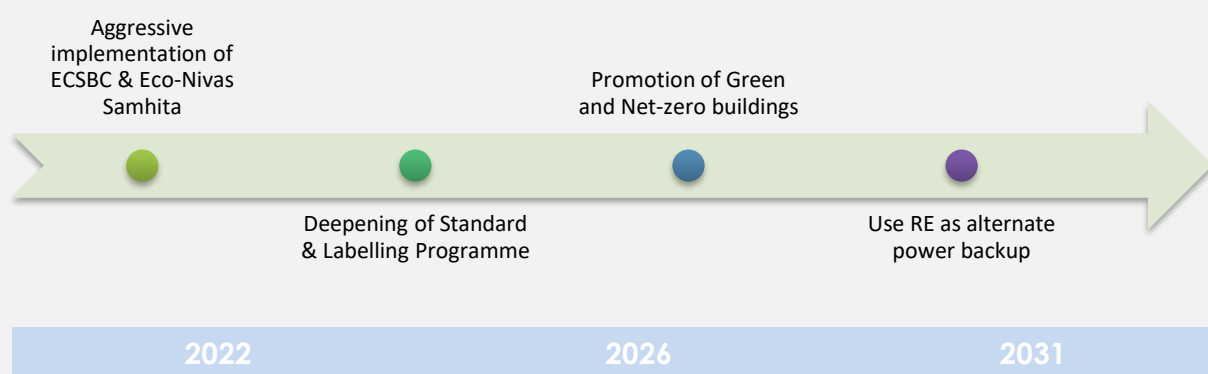 Aggressive
implementation of
ECSBC & Eco-Nivas
Samhita
Promotion of Green
and Net-zero buildings
Deepening of Standard
& Labelling Programme
Use RE as alternate
power backup
2022
2026
2031